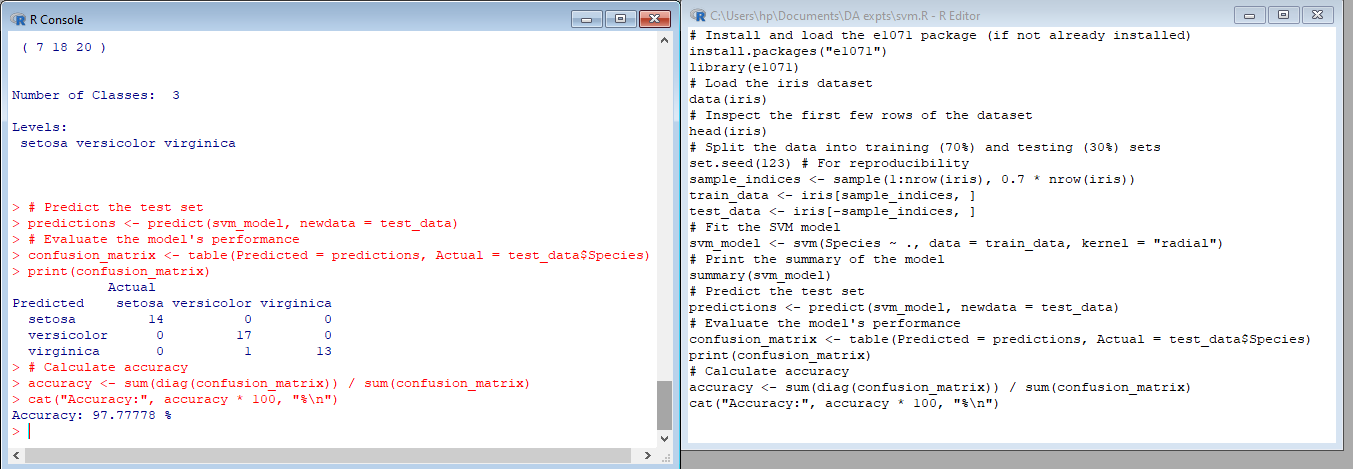 R Console
( 7 18 20 )
Number of Classes:  3
Levels:
 setosa versicolor virginica
> # Predict the test set
> predictions <- predict(svm_model, newdata = test_data)
> # Evaluate the model's performance
> confusion_matrix <- table(Predicted = predictions, Actual = test_data$Species)
> print(confusion_matrix)
            Actual
Predicted    setosa versicolor virginica
  setosa         14          0         0
  versicolor      0         17         0
  virginica       0          1        13
> # Calculate accuracy
> accuracy <- sum(diag(confusion_matrix)) / sum(confusion_matrix)
> cat("Accuracy:", accuracy * 100, "%\n")
Accuracy: 97.77778 %
>
C:\Users\hp\Documents\DA expts\svm.R - R Editor
# Install and load the e1071 package (if not already installed)
install.packages("e1071")
library(e1071)
# Load the iris dataset
data(iris)
# Inspect the first few rows of the dataset
head(iris)
# Split the data into training (70%) and testing (30%) sets
set.seed(123) # For reproducibility
sample_indices <- sample(1:nrow(iris), 0.7 * nrow(iris))
train_data <- iris[sample_indices, ]
test_data <- iris[-sample_indices, ]
# Fit the SVM model
svm_model <- svm(Species ~ ., data = train_data, kernel = "radial")
# Print the summary of the model
summary(svm_model)
# Predict the test set
predictions <- predict(svm_model, newdata = test_data)
# Evaluate the model's performance
confusion_matrix <- table(Predicted = predictions, Actual = test_data$Species)
print(confusion_matrix)
# Calculate accuracy
accuracy <- sum(diag(confusion_matrix)) / sum(confusion_matrix)
cat("Accuracy:", accuracy * 100, "%\n")